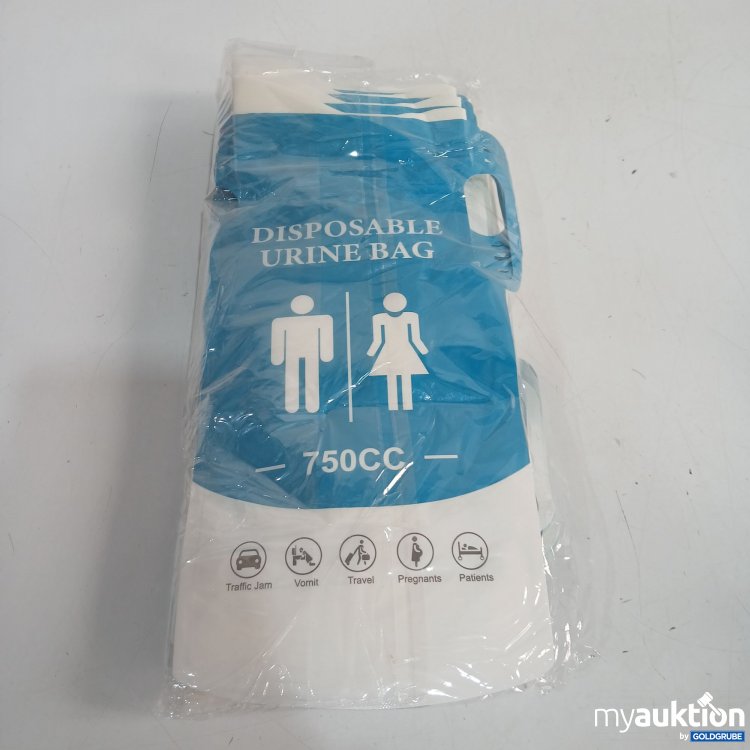 DISPOSABLE
URINE BAG
750CC
Traffic Jam Vomit Travel Pregnants Patients
myauktion
by GOLDGRUBE